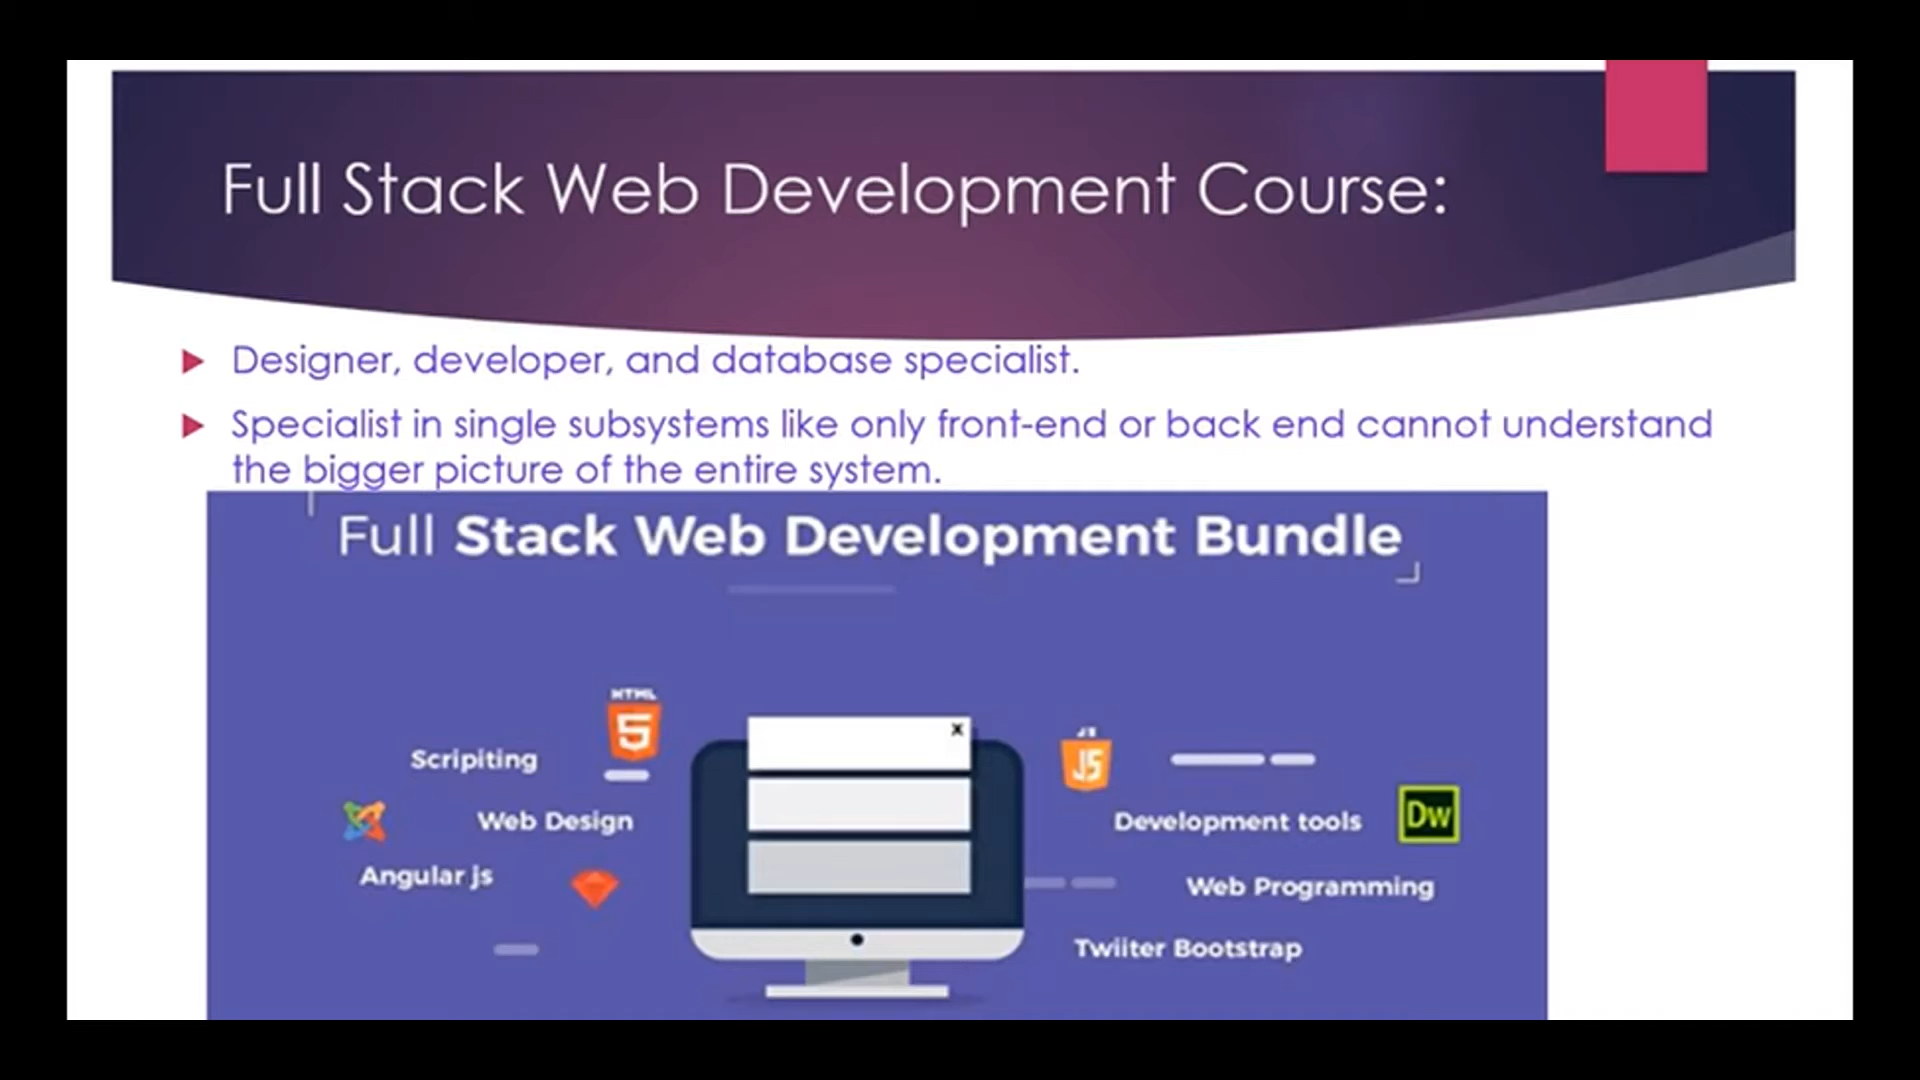 Full Stack Web Development Course:
Designer, developer, and database specialist.
Specialist in single subsystems like only front-end or back end cannot understand
the bigger picture of the entire system.
Full Stack Web Development Bundle
HTML
5
Scripiting
Web Design
Angular js
x
JS
JS
Development tools
Dw
Web Programming
Twiiter Bootstrap